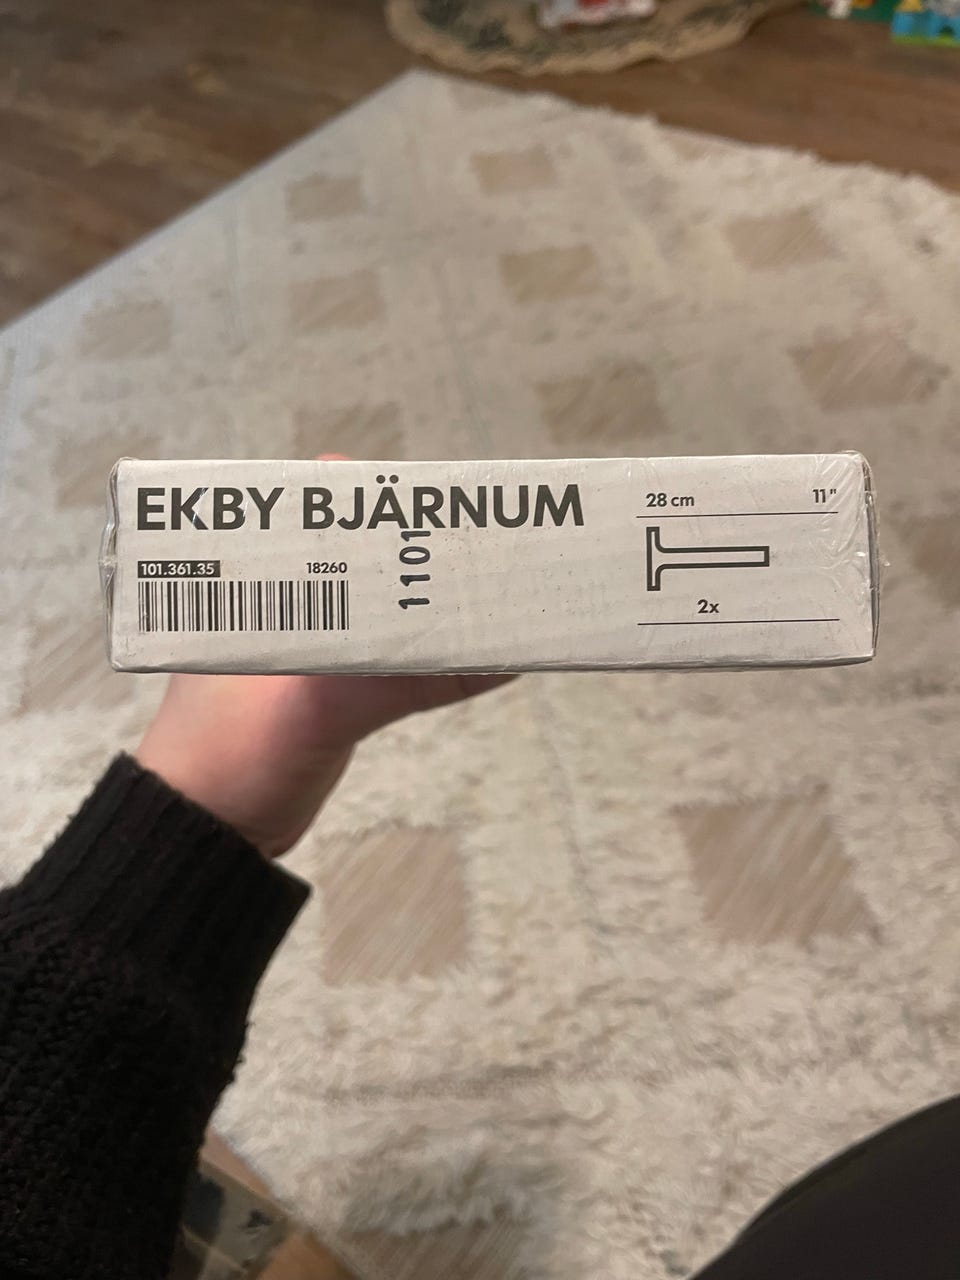 EKBY BJÄRNUM
101.361.35 18260
1101
28 cm 11"
2x